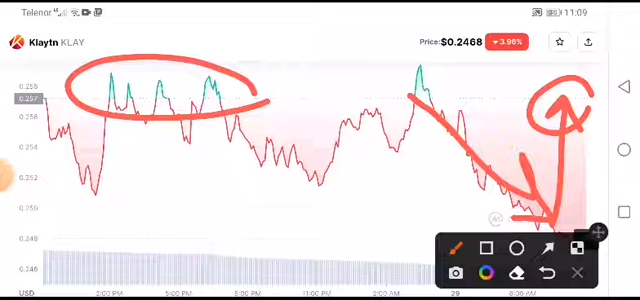 Telenor 11:09
Klaytn KLAY Price:$0.2468 ▼3.96%
0.258
0.257
0.256
0.254
0.252
0.250
0.248
0.246
USD 2:00 PM 5:00 PM 8:00 PM 11:00 PM 2:00 AM 29 8:00 AM